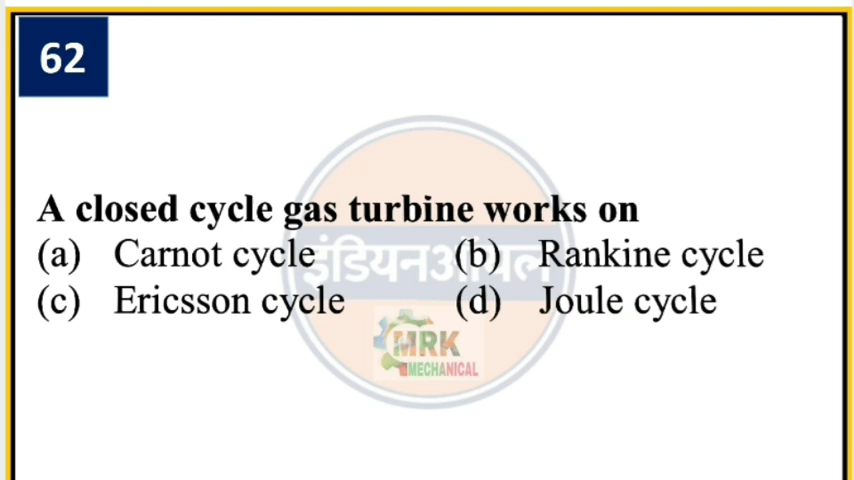 62
A closed cycle gas turbine works on
(a) Carnot cycle (b) Rankine cycle
(c) Ericsson cycle (d) Joule cycle
इंडियनऑयल
MRK
MECHANICAL